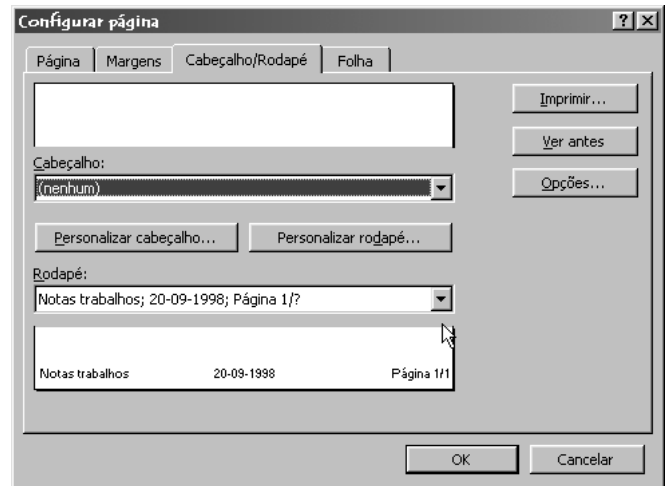 Configurar página
Página Margens Cabeçalho/Rodapé Folha
Imprimir...
Ver antes
Cabeçalho:
(nenhum)
Opções...
Personalizar cabeçalho... Personalizar rodapé...
Rodapé:
Notas trabalhos; 20-09-1998; Página 1/?
Notas trabalhos 20-09-1998 Página 1/1
OK Cancelar